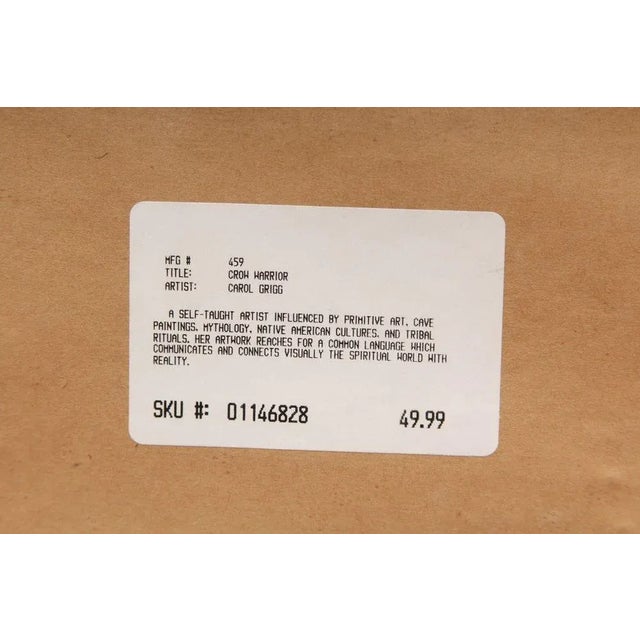 MFG # 459
TITLE: CROW WARRIOR
ARTIST: CAROL GRIGG
A SELF-TAUGHT ARTIST INFLUENCED BY PRIMITIVE ART, CAVE
PAINTINGS, MYTHOLOGY, NATIVE AMERICAN CULTURES, AND TRIBAL
RITUALS. HER ARTWORK REACHES FOR A COMMON LANGUAGE WHICH
COMMUNICATES AND CONNECTS VISUALLY THE SPIRITUAL WORLD WITH
REALITY.
SKU #: 01146828 49.99